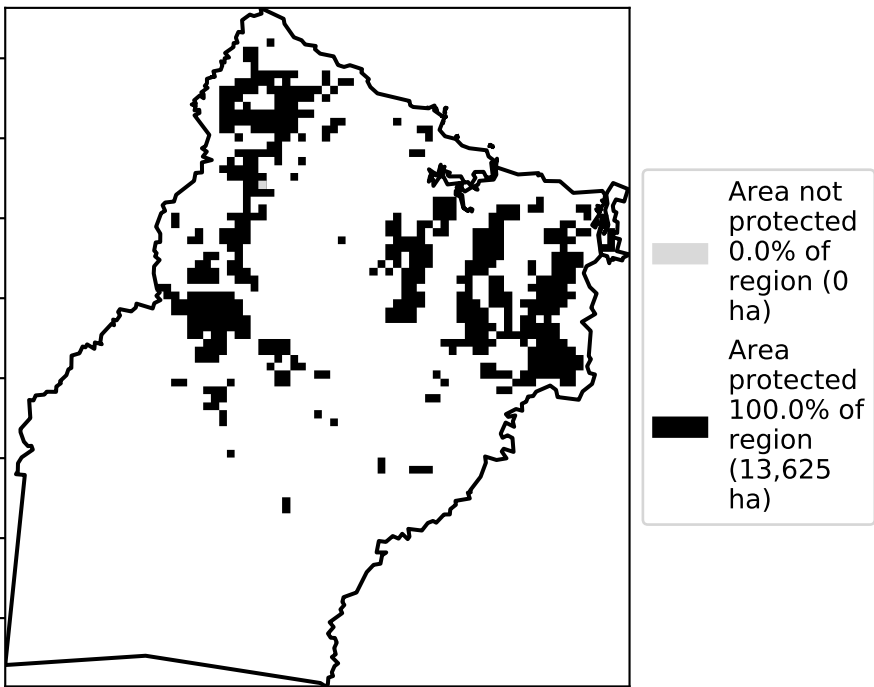 Area not
protected
0.0% of
region (0
ha)
Area
protected
100.0% of
region
(13,625
ha)